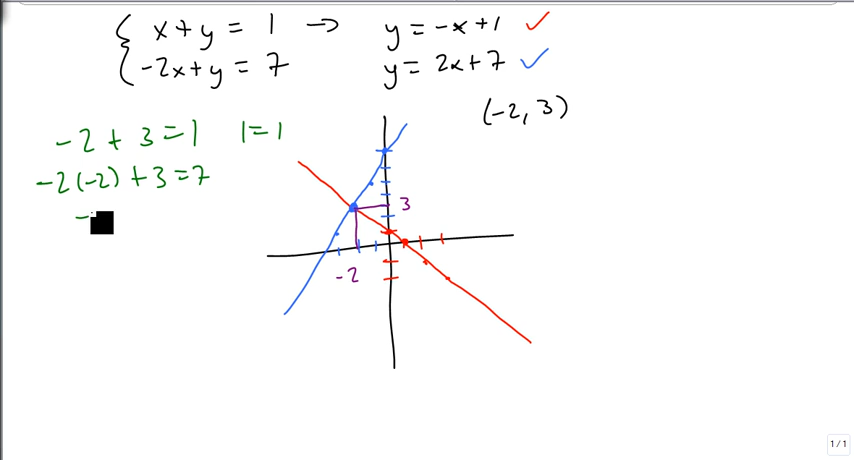 x + y = 1 → y = -x + 1 ✓
-2x + y = 7 y = 2x + 7 ✓
(-2, 3)
-2 + 3 = 1 1 = 1
-2(-2) + 3 = 7
3
-2
1 / 1